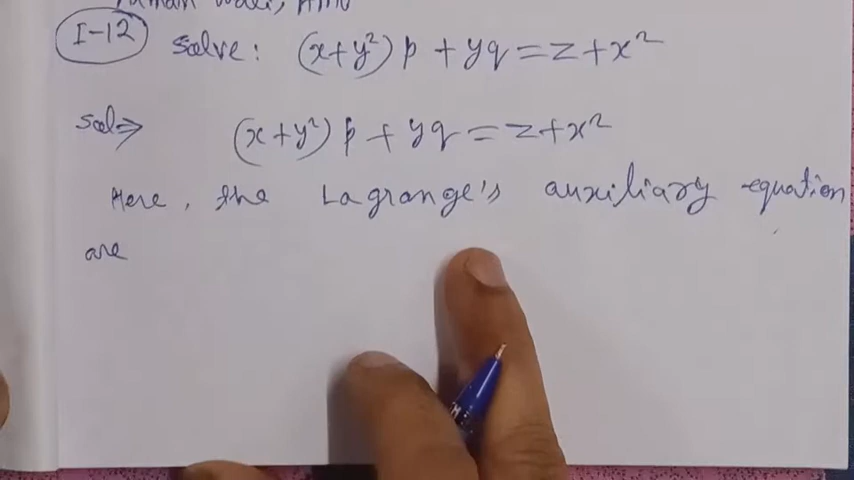 I-12 Solve: (x+y²)p + yq = z+x²
Sol⇒ (x+y²)p + yq = z+x²
Here, the Lagrange's auxiliary equation
are